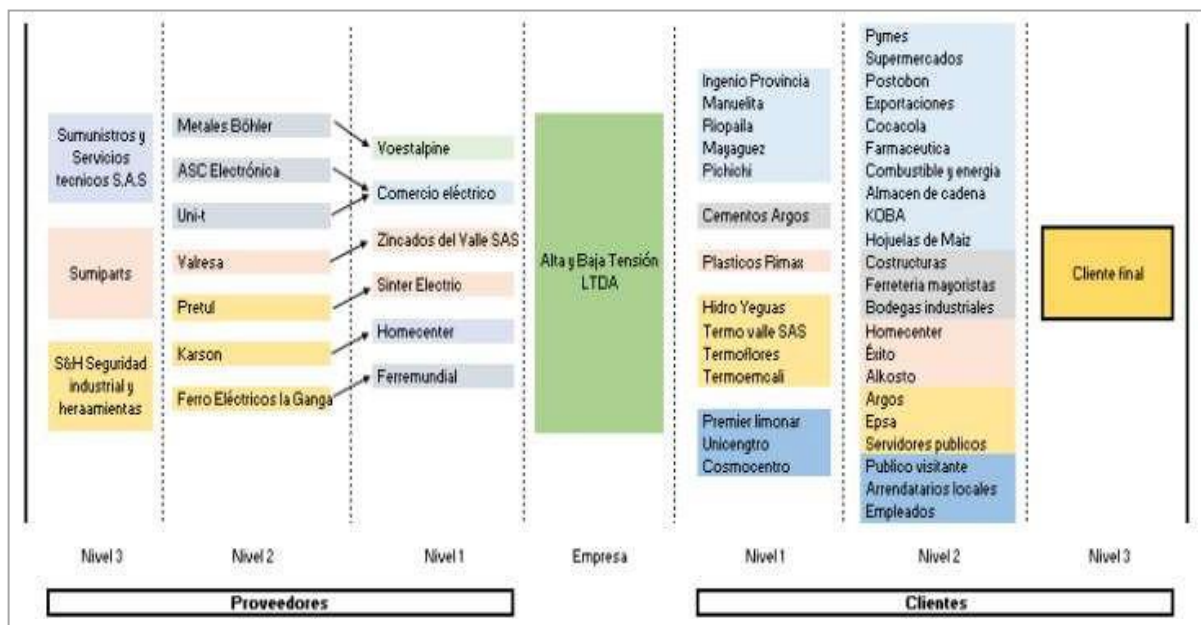 Sumunistros y
Servicios
tecnicos S.A.S
Sumiparts
S&H Seguridad
industrial y
heraamientas
Metales Böhler
ASC Electrónica
Uni-t
Valresa
Pretul
Karson
Ferro Eléctricos la Ganga
Voestalpine
Comercio eléctrico
Zincados del Valle SAS
Sinter Electric
Homecenter
Ferremundial
Alta y Baja Tensión
LTDA
Ingenio Provincia
Manuelita
Riopaila
Mayaguez
Pichichi
Cementos Argos
Plasticos Rimax
Hidro Yeguas
Termo valle SAS
Termoflores
Termoemcali
Premier limonar
Unicengtro
Cosmocentro
Pymes
Supermercados
Postobon
Exportaciones
Cocacola
Farmaceutica
Combustible y energia
Almacen de cadena
KOBA
Hojuelas de Maiz
Costructuras
Ferreteria mayoristas
Bodegas industriales
Homecenter
Éxito
Alkosto
Argos
Epsa
Servidores publicos
Publico visitante
Arrendatarios locales
Empleados
Cliente final
Nivel 3
Nivel 2
Nivel 1
Empresa
Nivel 1
Nivel 2
Nivel 3
Proveedores
Clientes